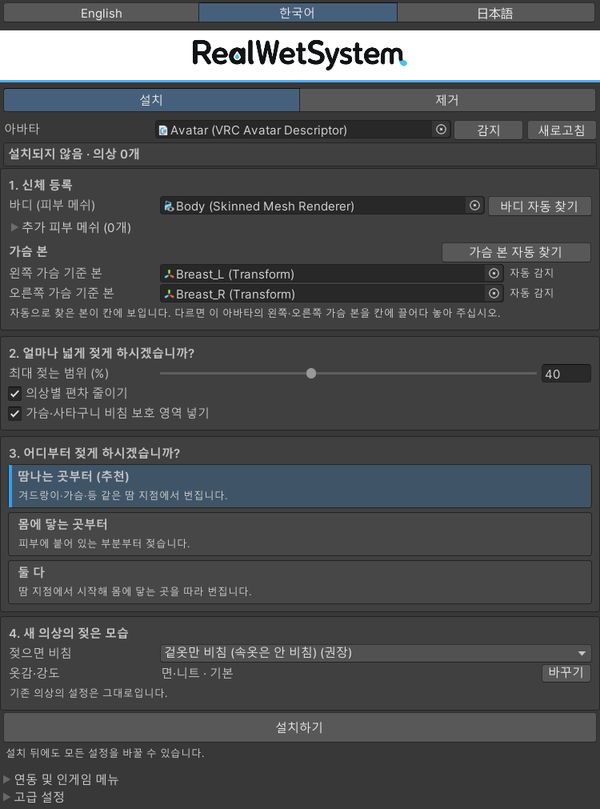 English 한국어 日本語
RealWetSystem
설치 제거
아바타 Avatar (VRC Avatar Descriptor) 감지 새로고침
설치되지 않음 · 의상 0개
1. 신체 등록
바디 (피부 메쉬) Body (Skinned Mesh Renderer) 바디 자동 찾기
추가 피부 메쉬 (0개)
가슴 본 가슴 본 자동 찾기
왼쪽 가슴 기준 본 Breast_L (Transform) 자동 감지
오른쪽 가슴 기준 본 Breast_R (Transform) 자동 감지
자동으로 찾은 본이 칸에 보입니다. 다르면 이 아바타의 왼쪽·오른쪽 가슴 본을 칸에 끌어다 놓아 주십시오.
2. 얼마나 넓게 젖게 하시겠습니까?
최대 젖는 범위 (%) 40
의상별 편차 줄이기
가슴·사타구니 비침 보호 영역 넣기
3. 어디부터 젖게 하시겠습니까?
땀나는 곳부터 (추천)
겨드랑이·가슴·등 같은 땀 지점에서 번집니다.
몸에 닿는 곳부터
피부에 붙어 있는 부분부터 젖습니다.
둘 다
땀 지점에서 시작해 몸에 닿는 곳을 따라 번집니다.
4. 새 의상의 젖은 모습
젖으면 비침 겉옷만 비침 (속옷은 안 비침) (권장)
옷감·강도 면·니트 · 기본 바꾸기
기존 의상의 설정은 그대로입니다.
설치하기
설치 뒤에도 모든 설정을 바꿀 수 있습니다.
연동 및 인게임 메뉴
고급 설정